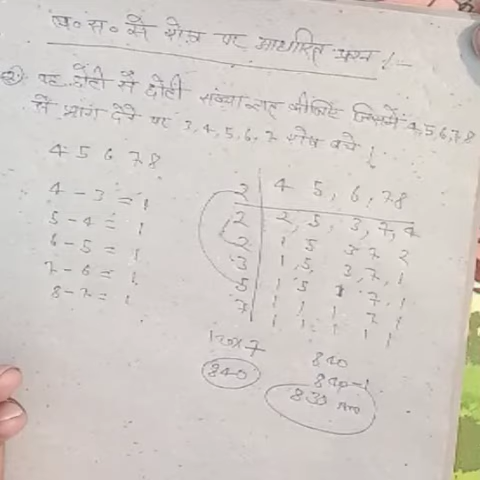 ल० स० से शेष पर आधारित प्रश्न :-
वह छोटी से छोटी संख्या ज्ञात कीजिए जिसमें 4,5,6,7,8
से भाग देने पर 3,4,5,6,7 शेष बचे ।
4 5 6 7 8
4 - 3 = 1
5 - 4 = 1
6 - 5 = 1
7 - 6 = 1
8 - 7 = 1
2 | 4 5, 6, 7 8
2 | 2, 5, 3, 7, 4
2 | 1 5 3 7 2
3 | 1, 5, 3, 7, 1
5 | 1 5 1 7, 1
7 | 1 1 1 7 1
1 1 1 1 1
120×7
840
840
840-1
839 Ans